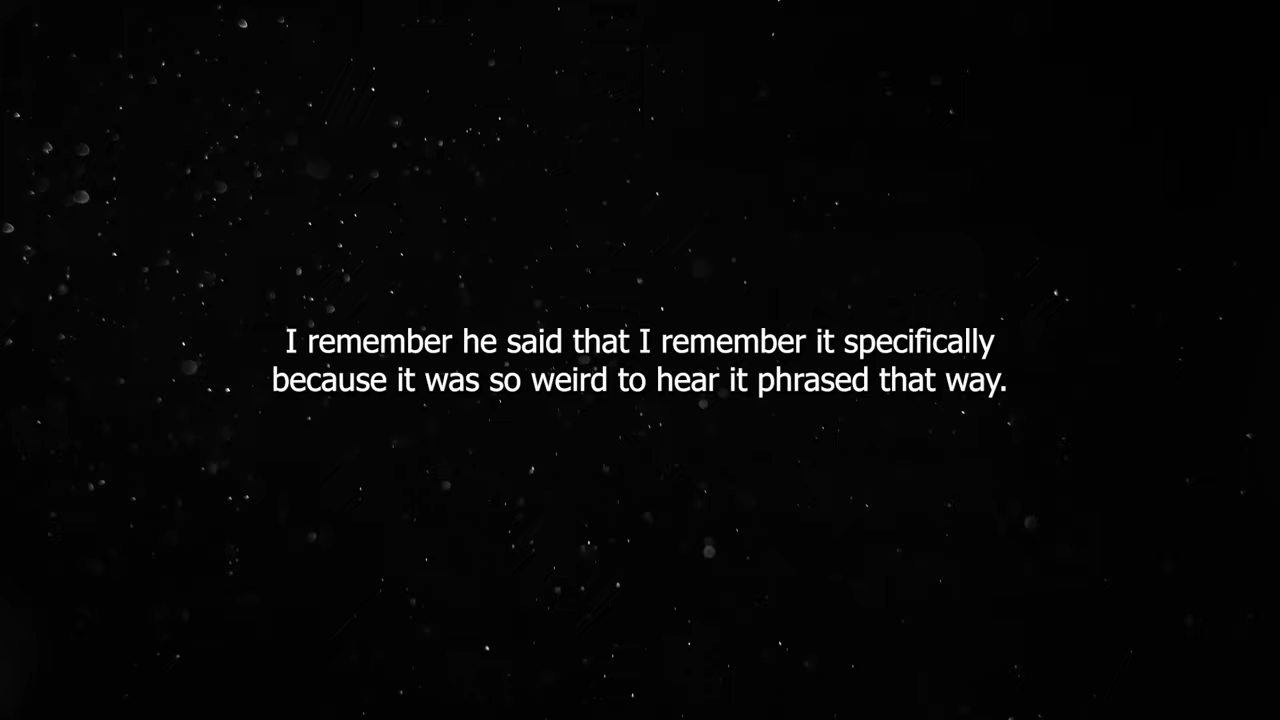 I remember he said that I remember it specifically
because it was so weird to hear it phrased that way.